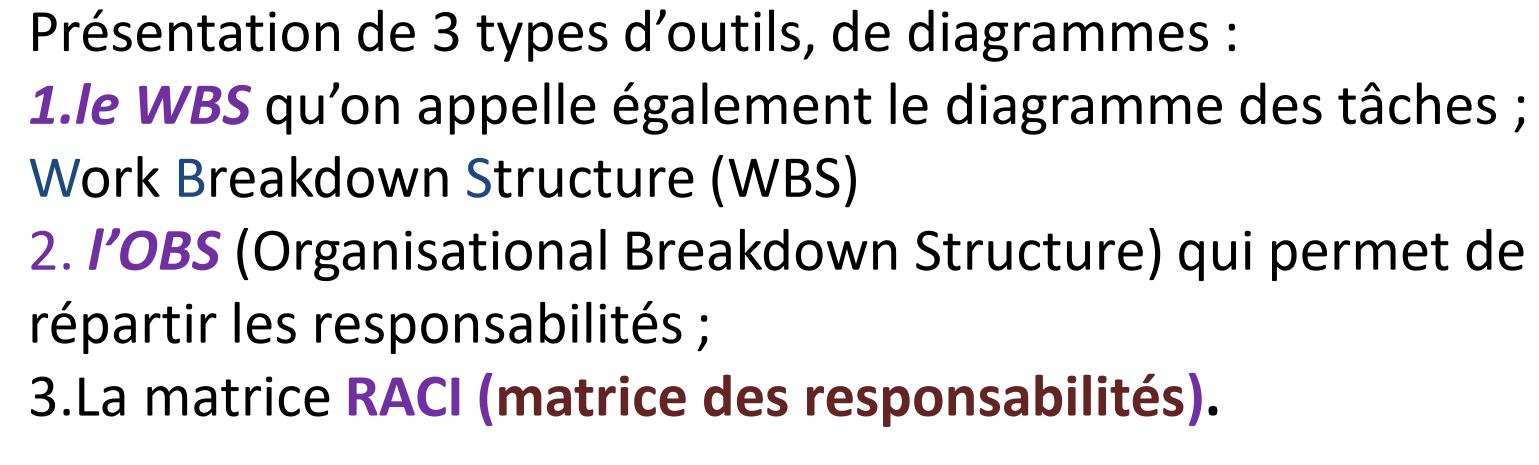 Présentation de 3 types d’outils, de diagrammes :
1.le WBS qu’on appelle également le diagramme des tâches ;
Work Breakdown Structure (WBS)
2. l’OBS (Organisational Breakdown Structure) qui permet de
répartir les responsabilités ;
3.La matrice RACI (matrice des responsabilités).